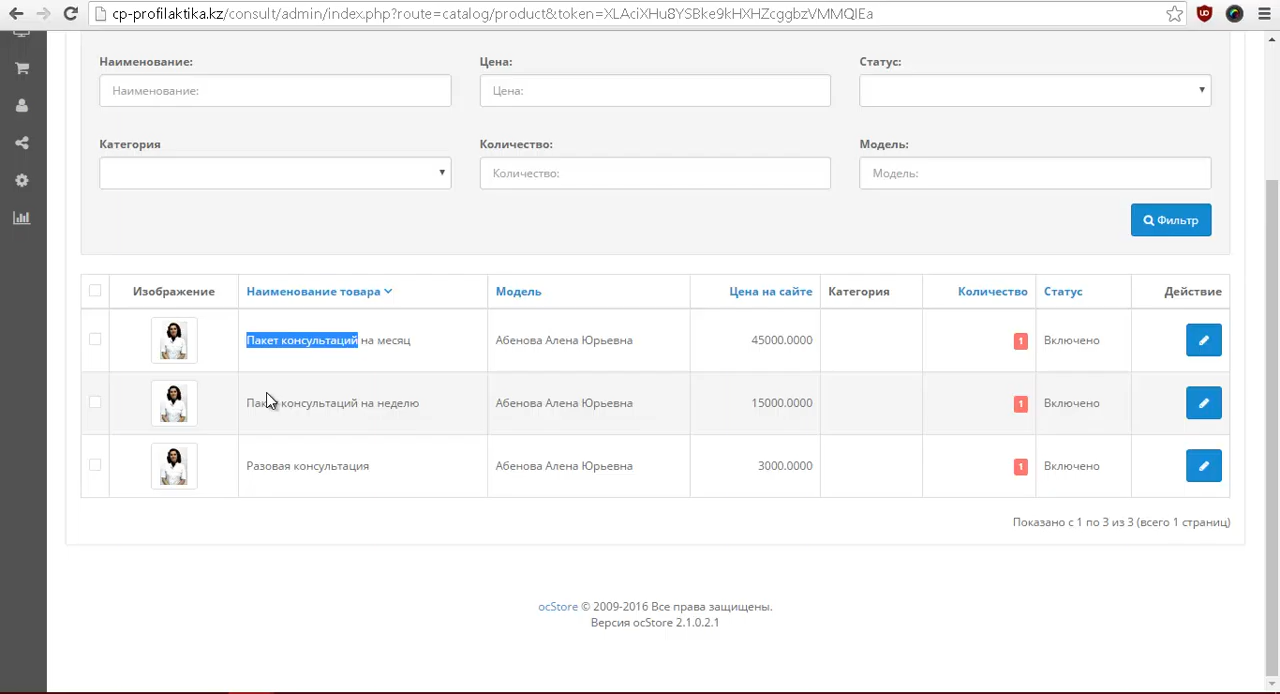 cp-profilaktika.kz/consult/admin/index.php?route=catalog/product&token=XLAciXHu8YSBke9kHXHZcggbzVMMQIEa
Наименование: Цена: Статус:
Наименование: Цена:
Категория Количество: Модель:
Количество: Модель:
Фильтр
Изображение Наименование товара Модель Цена на сайте Категория Количество Статус Действие
Пакет консультаций на месяц Абенова Алена Юрьевна 45000.0000 1 Включено
Пакет консультаций на неделю Абенова Алена Юрьевна 15000.0000 1 Включено
Разовая консультация Абенова Алена Юрьевна 3000.0000 1 Включено
Показано с 1 по 3 из 3 (всего 1 страниц)
ocStore © 2009-2016 Все права защищены.
Версия ocStore 2.1.0.2.1